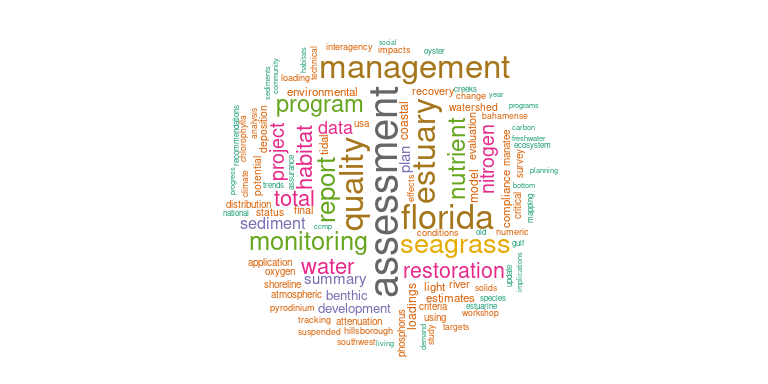 social
interagency
impacts
oyster
habitats
technical
management
community
sediments
loading
environmental
recovery
creeks
change
year
program
watershed
programs
bahamense
recommendations
chlorophylla
analysis
deposition
project
habitat
data
usa
tidal
report
quality
assessment
coastal
plan
estuary
nutrient
evaluation
nitrogen
carbon
freshwater
ecosystem
manatee
survey
compliance
planning
progress
climate
potential
trends
assurance
effects
model
bottom
critical
mapping
total
distribution
national
status
final
florida
sediment
ccmp
conditions
old
numeric
monitoring
seagrass
gulf
application
oxygen
water
restoration
update
implications
shoreline
summary
light
river
solids
atmospheric
benthic
loadings
estimates
species
estuarine
pyrodinium
development
criteria
workshop
using
tracking
attenuation
targets
suspended
hillsborough
phosphorus
demand
study
southwest
living